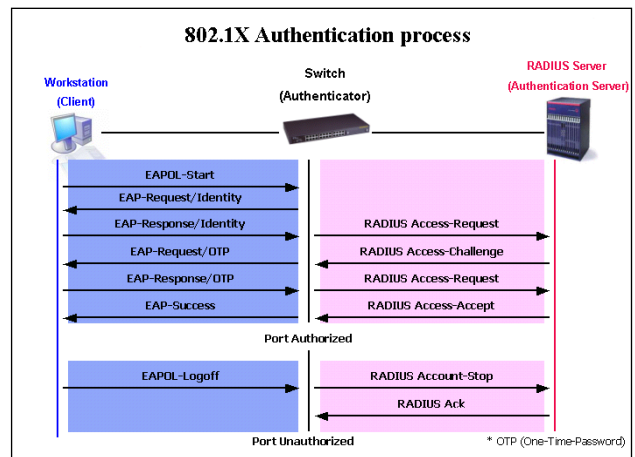 802.1X Authentication process
Workstation
(Client)
Switch
(Authenticator)
RADIUS Server
(Authentication Server)
EAPOL-Start
EAP-Request/Identity
EAP-Response/Identity
RADIUS Access-Request
EAP-Request/OTP
RADIUS Access-Challenge
EAP-Response/OTP
RADIUS Access-Request
EAP-Success
RADIUS Access-Accept
Port Authorized
EAPOL-Logoff
RADIUS Account-Stop
RADIUS Ack
Port Unauthorized
* OTP (One-Time-Password)